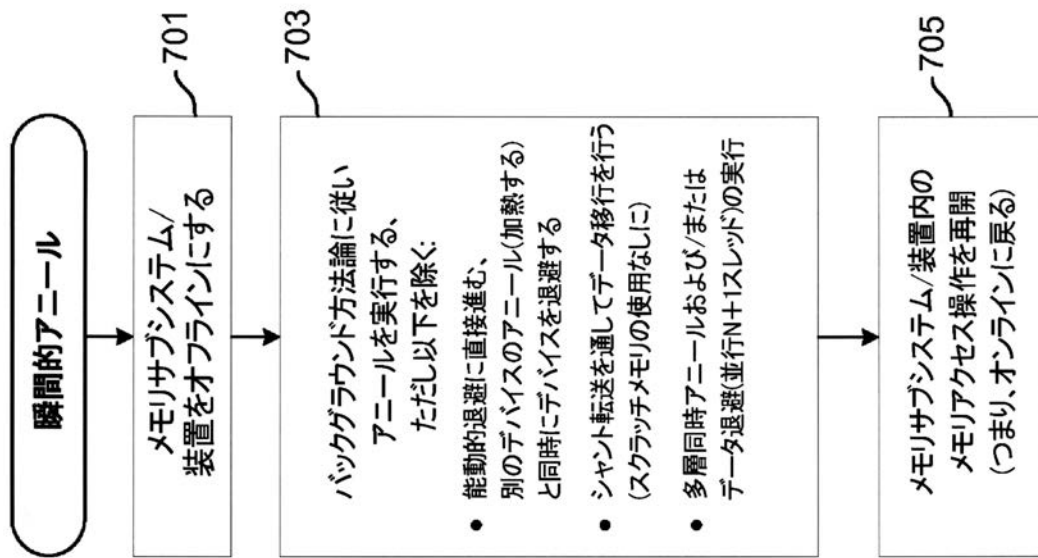 瞬間的アニール
701
メモリサブシステム/
装置をオフラインにする
703
バックグラウンド方法論に従い
アニールを実行する、
ただし以下を除く:
● 能動的退避に直接進む、
別のデバイスのアニール(加熱する)
と同時にデバイスを退避する
● シャント転送を通してデータ移行を行う
(スクラッチメモリの使用なしに)
● 多層同時アニールおよび/または
データ退避(並行N+1スレッド)の実行
705
メモリサブシステム/装置内の
メモリアクセス操作を再開
(つまり、オンラインに戻る)